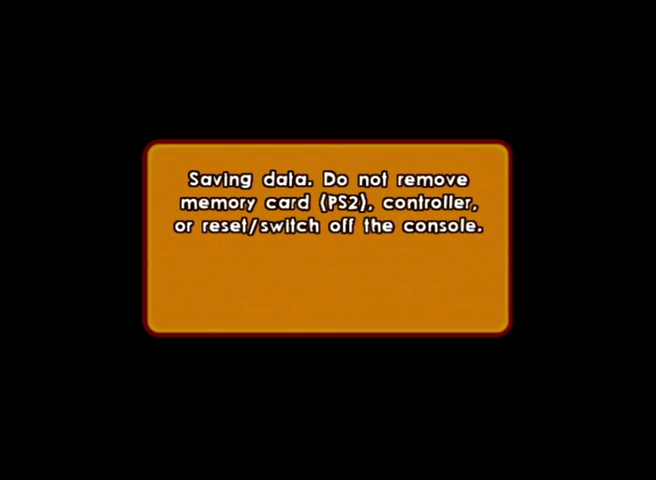 Saving data. Do not remove
memory card (PS2), controller,
or reset/switch off the console.